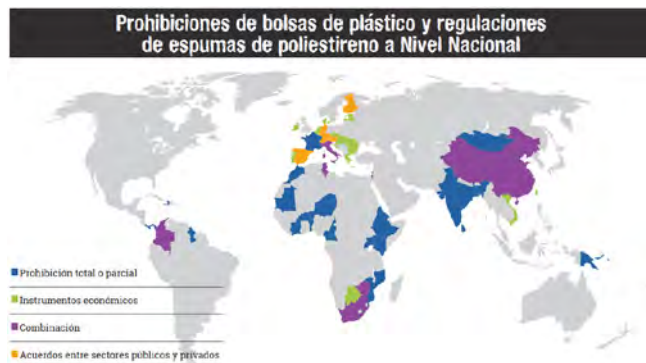 Prohibiciones de bolsas de plástico y regulaciones
de espumas de poliestireno a Nivel Nacional
Prohibición total o parcial
Instrumentos económicos
Combinación
Acuerdos entre sectores públicos y privados